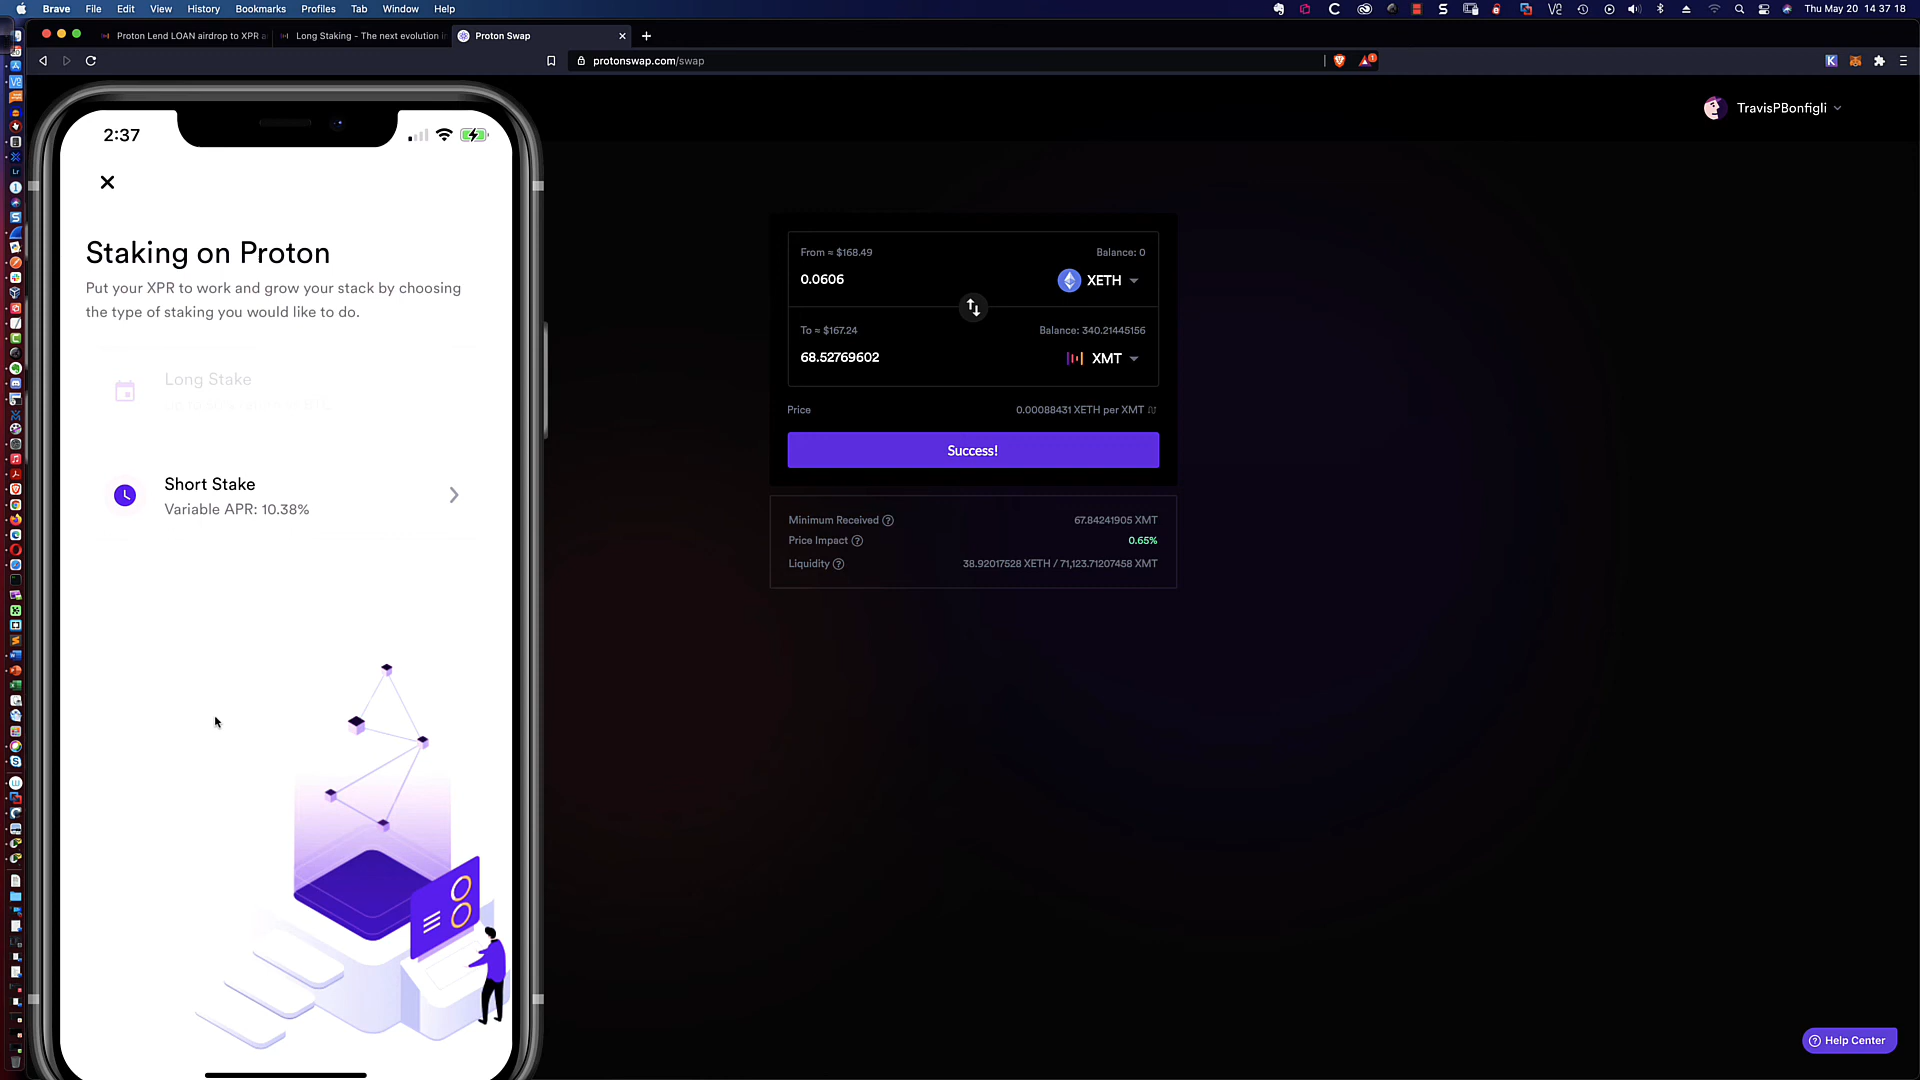 Brave File Edit View History Bookmarks Profiles Tab Window Help
Thu May 20 14 37 18
Proton Lend LOAN airdrop to XPR a
Long Staking - The next evolution i
Proton Swap
protonswap.com/swap
TravisPBonfigli
2:37
Staking on Proton
Put your XPR to work and grow your stack by choosing
the type of staking you would like to do.
Long Stake
Short Stake
Variable APR: 10.38%
From ≈ $168.49
Balance: 0
0.0606
XETH
To ≈ $167.24
Balance: 340.21445156
68.52769602
XMT
Price
0.00088431 XETH per XMT
Success!
Minimum Received
67.84241905 XMT
Price Impact
0.65%
Liquidity
38.92017528 XETH / 71,123.71207458 XMT
Help Center